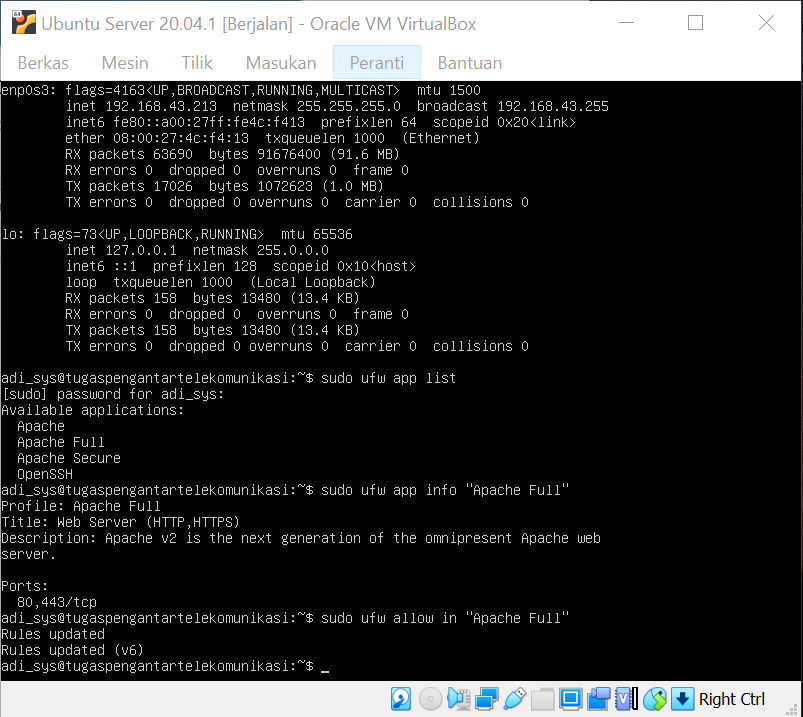 Ubuntu Server 20.04.1 [Berjalan] - Oracle VM VirtualBox
Berkas Mesin Tilik Masukan Peranti Bantuan
enp0s3: flags=4163<UP,BROADCAST,RUNNING,MULTICAST>  mtu 1500
        inet 192.168.43.213  netmask 255.255.255.0  broadcast 192.168.43.255
        inet6 fe80::a00:27ff:fe4c:f413  prefixlen 64  scopeid 0x20<link>
        ether 08:00:27:4c:f4:13  txqueuelen 1000  (Ethernet)
        RX packets 63690  bytes 91676400 (91.6 MB)
        RX errors 0  dropped 0  overruns 0  frame 0
        TX packets 17026  bytes 1072623 (1.0 MB)
        TX errors 0  dropped 0 overruns 0  carrier 0  collisions 0
lo: flags=73<UP,LOOPBACK,RUNNING>  mtu 65536
        inet 127.0.0.1  netmask 255.0.0.0
        inet6 ::1  prefixlen 128  scopeid 0x10<host>
        loop  txqueuelen 1000  (Local Loopback)
        RX packets 158  bytes 13480 (13.4 KB)
        RX errors 0  dropped 0  overruns 0  frame 0
        TX packets 158  bytes 13480 (13.4 KB)
        TX errors 0  dropped 0 overruns 0  carrier 0  collisions 0
adi_sys@tugaspengantartelekomunikasi:~$ sudo ufw app list
[sudo] password for adi_sys:
Available applications:
  Apache
  Apache Full
  Apache Secure
  OpenSSH
adi_sys@tugaspengantartelekomunikasi:~$ sudo ufw app info "Apache Full"
Profile: Apache Full
Title: Web Server (HTTP,HTTPS)
Description: Apache v2 is the next generation of the omnipresent Apache web
server.
Ports:
  80,443/tcp
adi_sys@tugaspengantartelekomunikasi:~$ sudo ufw allow in "Apache Full"
Rules updated
Rules updated (v6)
adi_sys@tugaspengantartelekomunikasi:~$ _
Right Ctrl